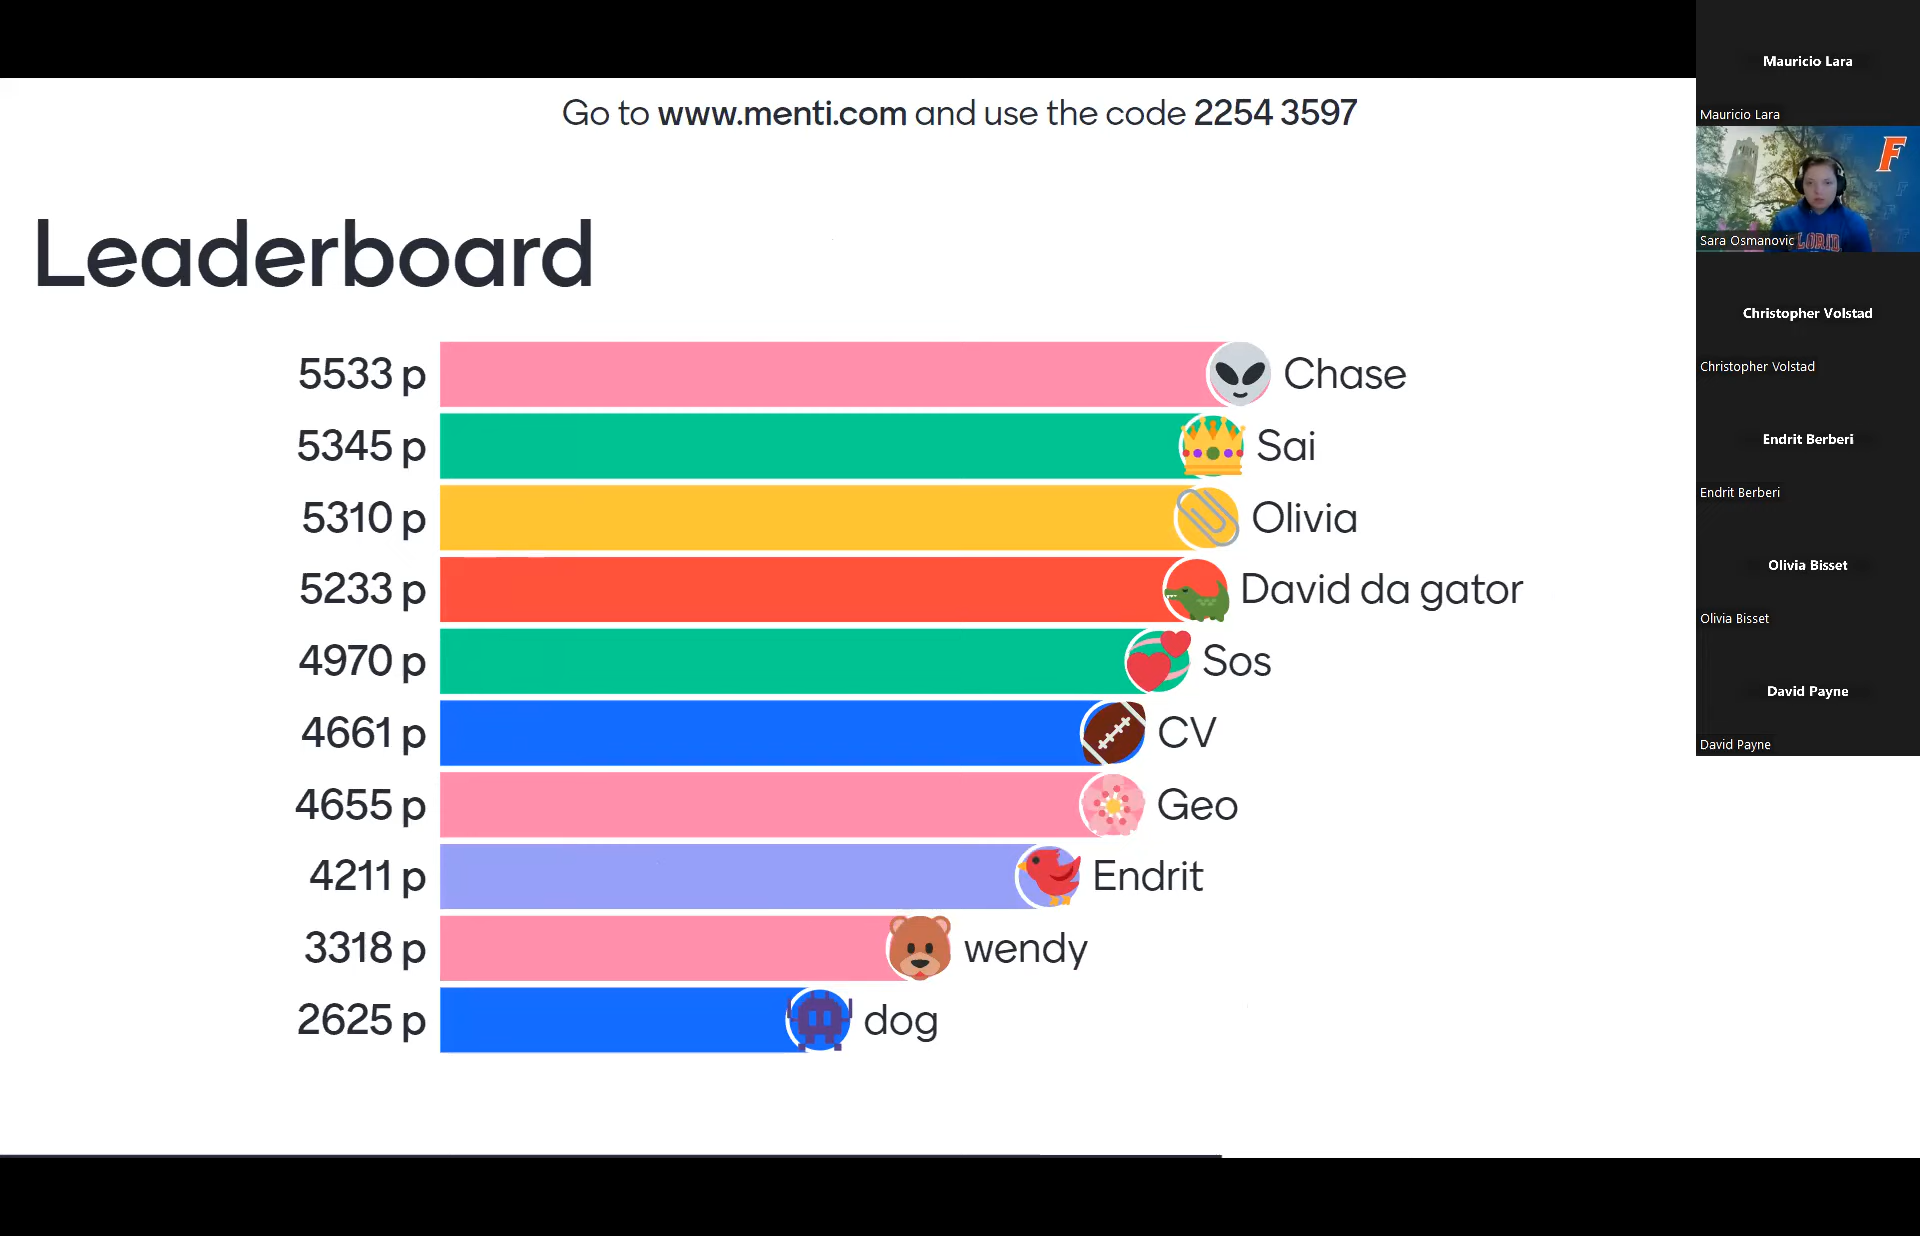 Go to www.menti.com and use the code 2254 3597
Leaderboard
5533 p Chase
5345 p Sai
5310 p Olivia
5233 p David da gator
4970 p Sos
4661 p CV
4655 p Geo
4211 p Endrit
3318 p wendy
2625 p dog
Mauricio Lara
Mauricio Lara
F
Sara Osmanovic
FLORID
Christopher Volstad
Christopher Volstad
Endrit Berberi
Endrit Berberi
Olivia Bisset
Olivia Bisset
David Payne
David Payne